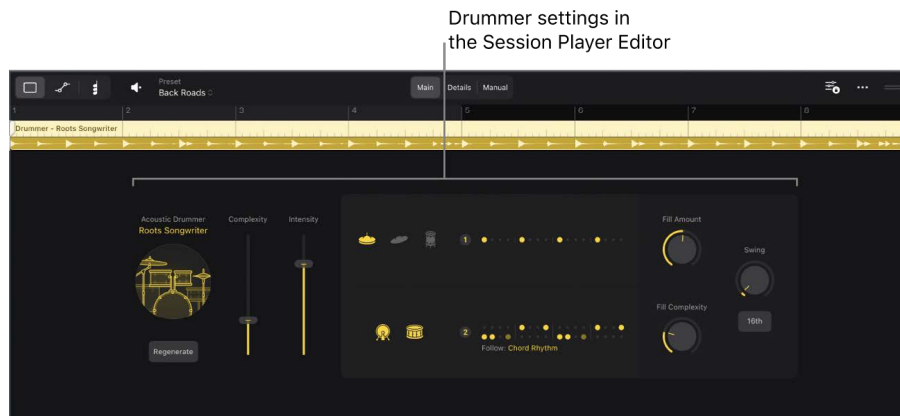 Drummer settings in
the Session Player Editor
Preset
Back Roads
Main Details Manual
1 2 3 4 5 6 7 8
Drummer - Roots Songwriter
Acoustic Drummer
Roots Songwriter
Complexity
Intensity
Regenerate
1
2
Follow: Chord Rhythm
Fill Amount
Fill Complexity
Swing
16th